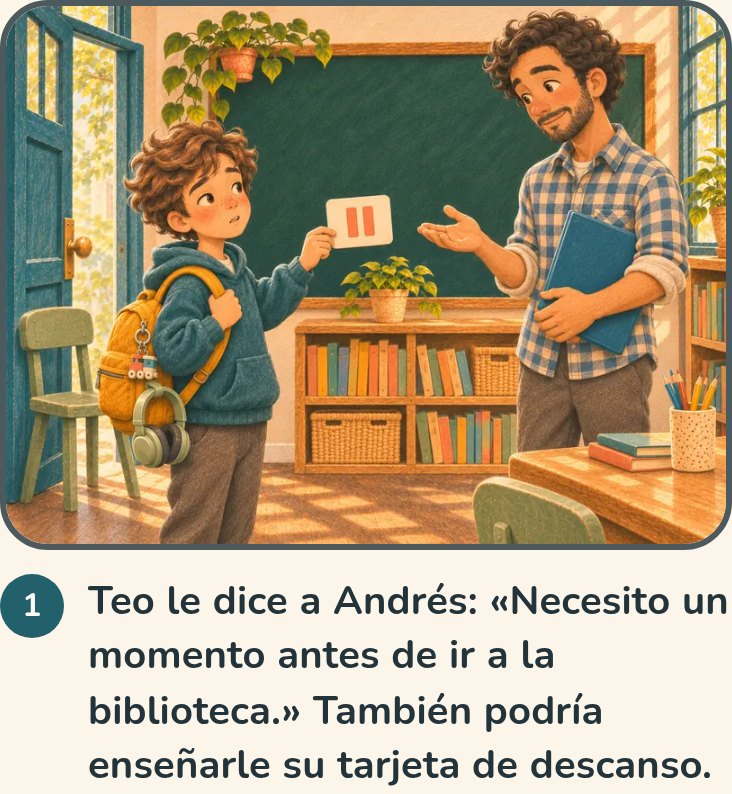 1
Teo le dice a Andrés: «Necesito un
momento antes de ir a la
biblioteca.» También podría
enseñarle su tarjeta de descanso.